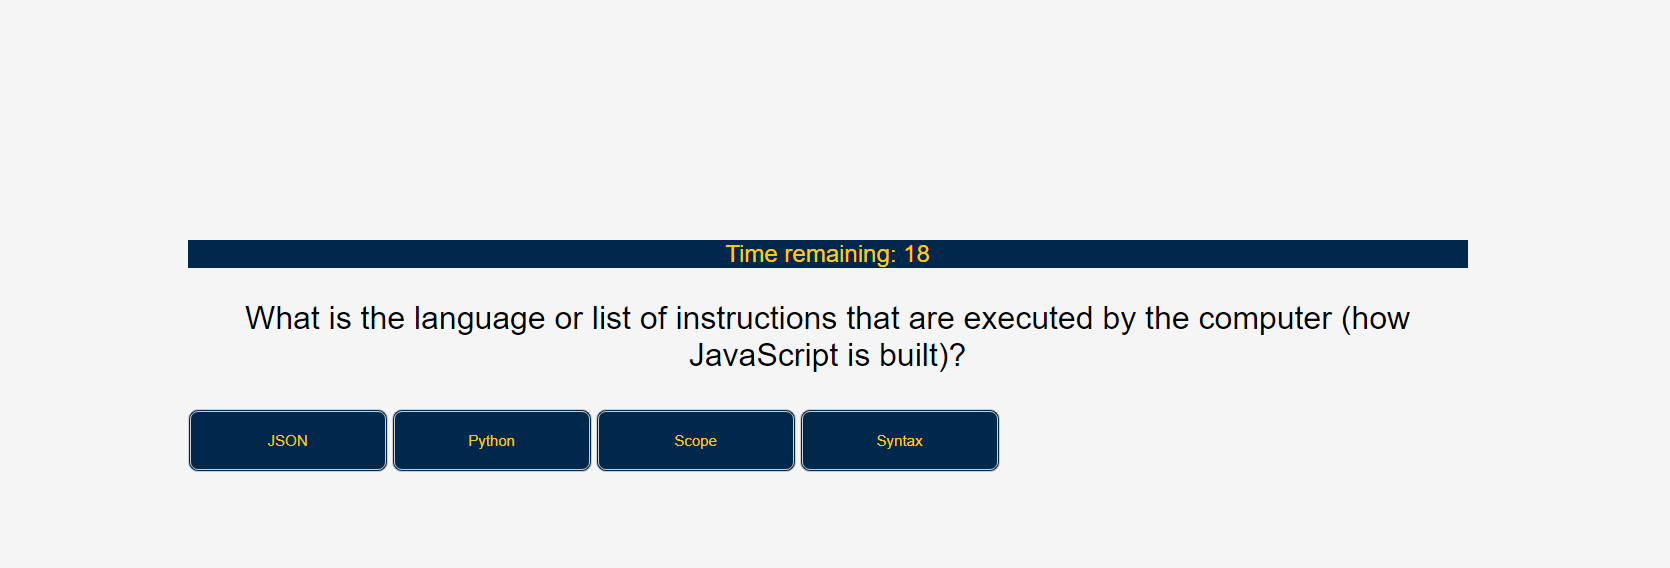 Time remaining: 18
What is the language or list of instructions that are executed by the computer (how
JavaScript is built)?
JSON
Python
Scope
Syntax